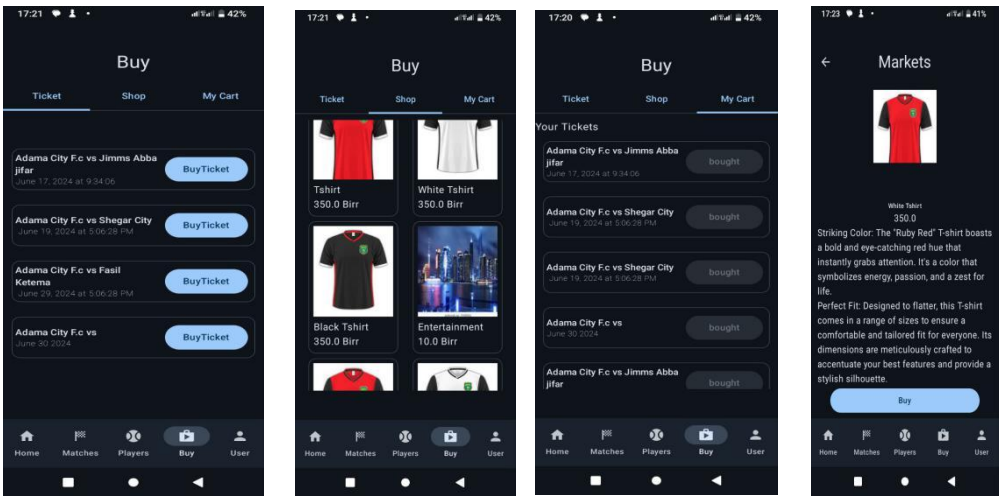 17:21
42%
Buy
Ticket Shop My Cart
Adama City F.c vs Jimms Abba
jifar
June 17, 2024 at 9:34:06
BuyTicket
Adama City F.c vs Shegar City
June 19, 2024 at 5:06:28 PM
BuyTicket
Adama City F.c vs Fasil
Ketema
June 29, 2024 at 5:06:28 PM
BuyTicket
Adama City F.c vs
June 30 2024
BuyTicket
Home Matches Players Buy User
17:21
42%
Buy
Ticket Shop My Cart
Tshirt
350.0 Birr
White Tshirt
350.0 Birr
Black Tshirt
350.0 Birr
Entertainment
10.0 Birr
Home Matches Players Buy User
17:20
42%
Buy
Ticket Shop My Cart
Your Tickets
Adama City F.c vs Jimms Abba
jifar
June 17, 2024 at 9:34:06
bought
Adama City F.c vs Shegar City
June 19, 2024 at 5:06:28 PM
bought
Adama City F.c vs Shegar City
June 19, 2024 at 5:06:28 PM
bought
Adama City F.c vs
June 30 2024
bought
Adama City F.c vs Jimms Abba
jifar
bought
Home Matches Players Buy User
17:23
41%
Markets
White Tshirt
350.0
Striking Color: The "Ruby Red" T-shirt boasts
a bold and eye-catching red hue that
instantly grabs attention. It's a color that
symbolizes energy, passion, and a zest for
life.
Perfect Fit: Designed to flatter, this T-shirt
comes in a range of sizes to ensure a
comfortable and tailored fit for everyone. Its
dimensions are meticulously crafted to
accentuate your best features and provide a
stylish silhouette.
Buy
Home Matches Players Buy User